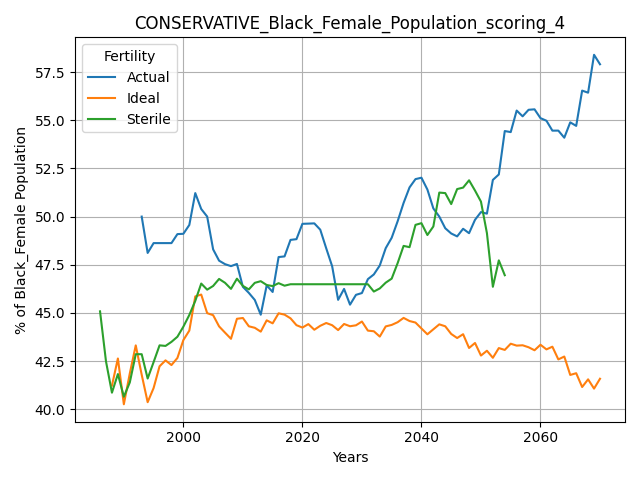 CONSERVATIVE_Black_Female_Population_scoring_4
Fertility
Actual
Ideal
Sterile
% of Black_Female Population
57.5
55.0
52.5
50.0
47.5
45.0
42.5
40.0
2000
2020
2040
2060
Years